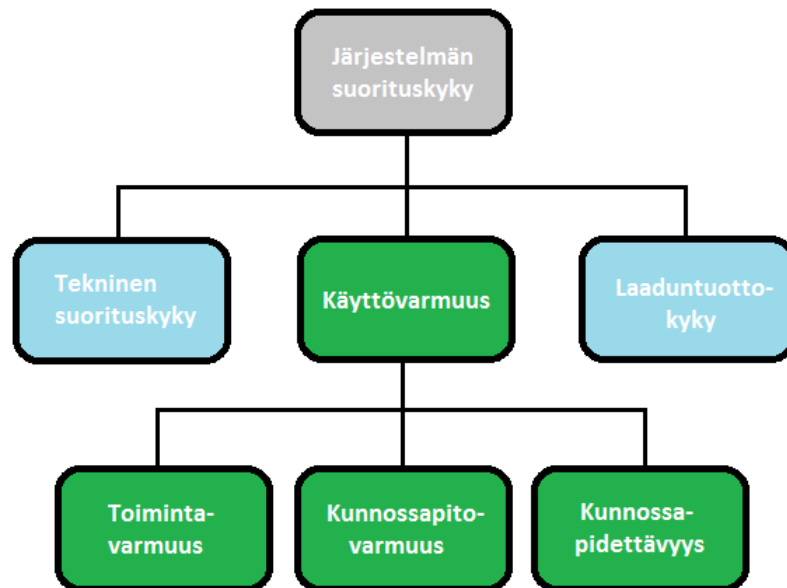 Järjestelmän
suorituskyky
Tekninen
suorituskyky
Käyttövarmuus
Laaduntuotto-
kyky
Toiminta-
varmuus
Kunnossapito-
varmuus
Kunnossa-
pidettävyys